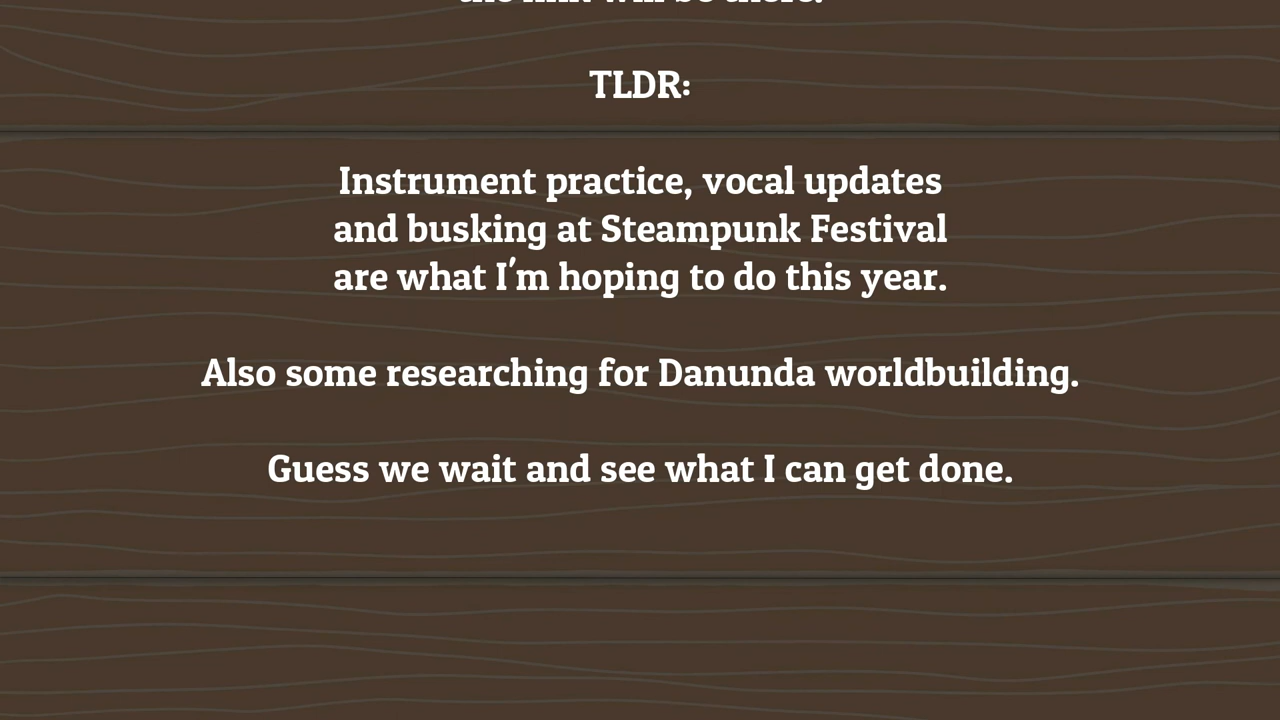 TLDR:
Instrument practice, vocal updates
and busking at Steampunk Festival
are what I'm hoping to do this year.
Also some researching for Danunda worldbuilding.
Guess we wait and see what I can get done.